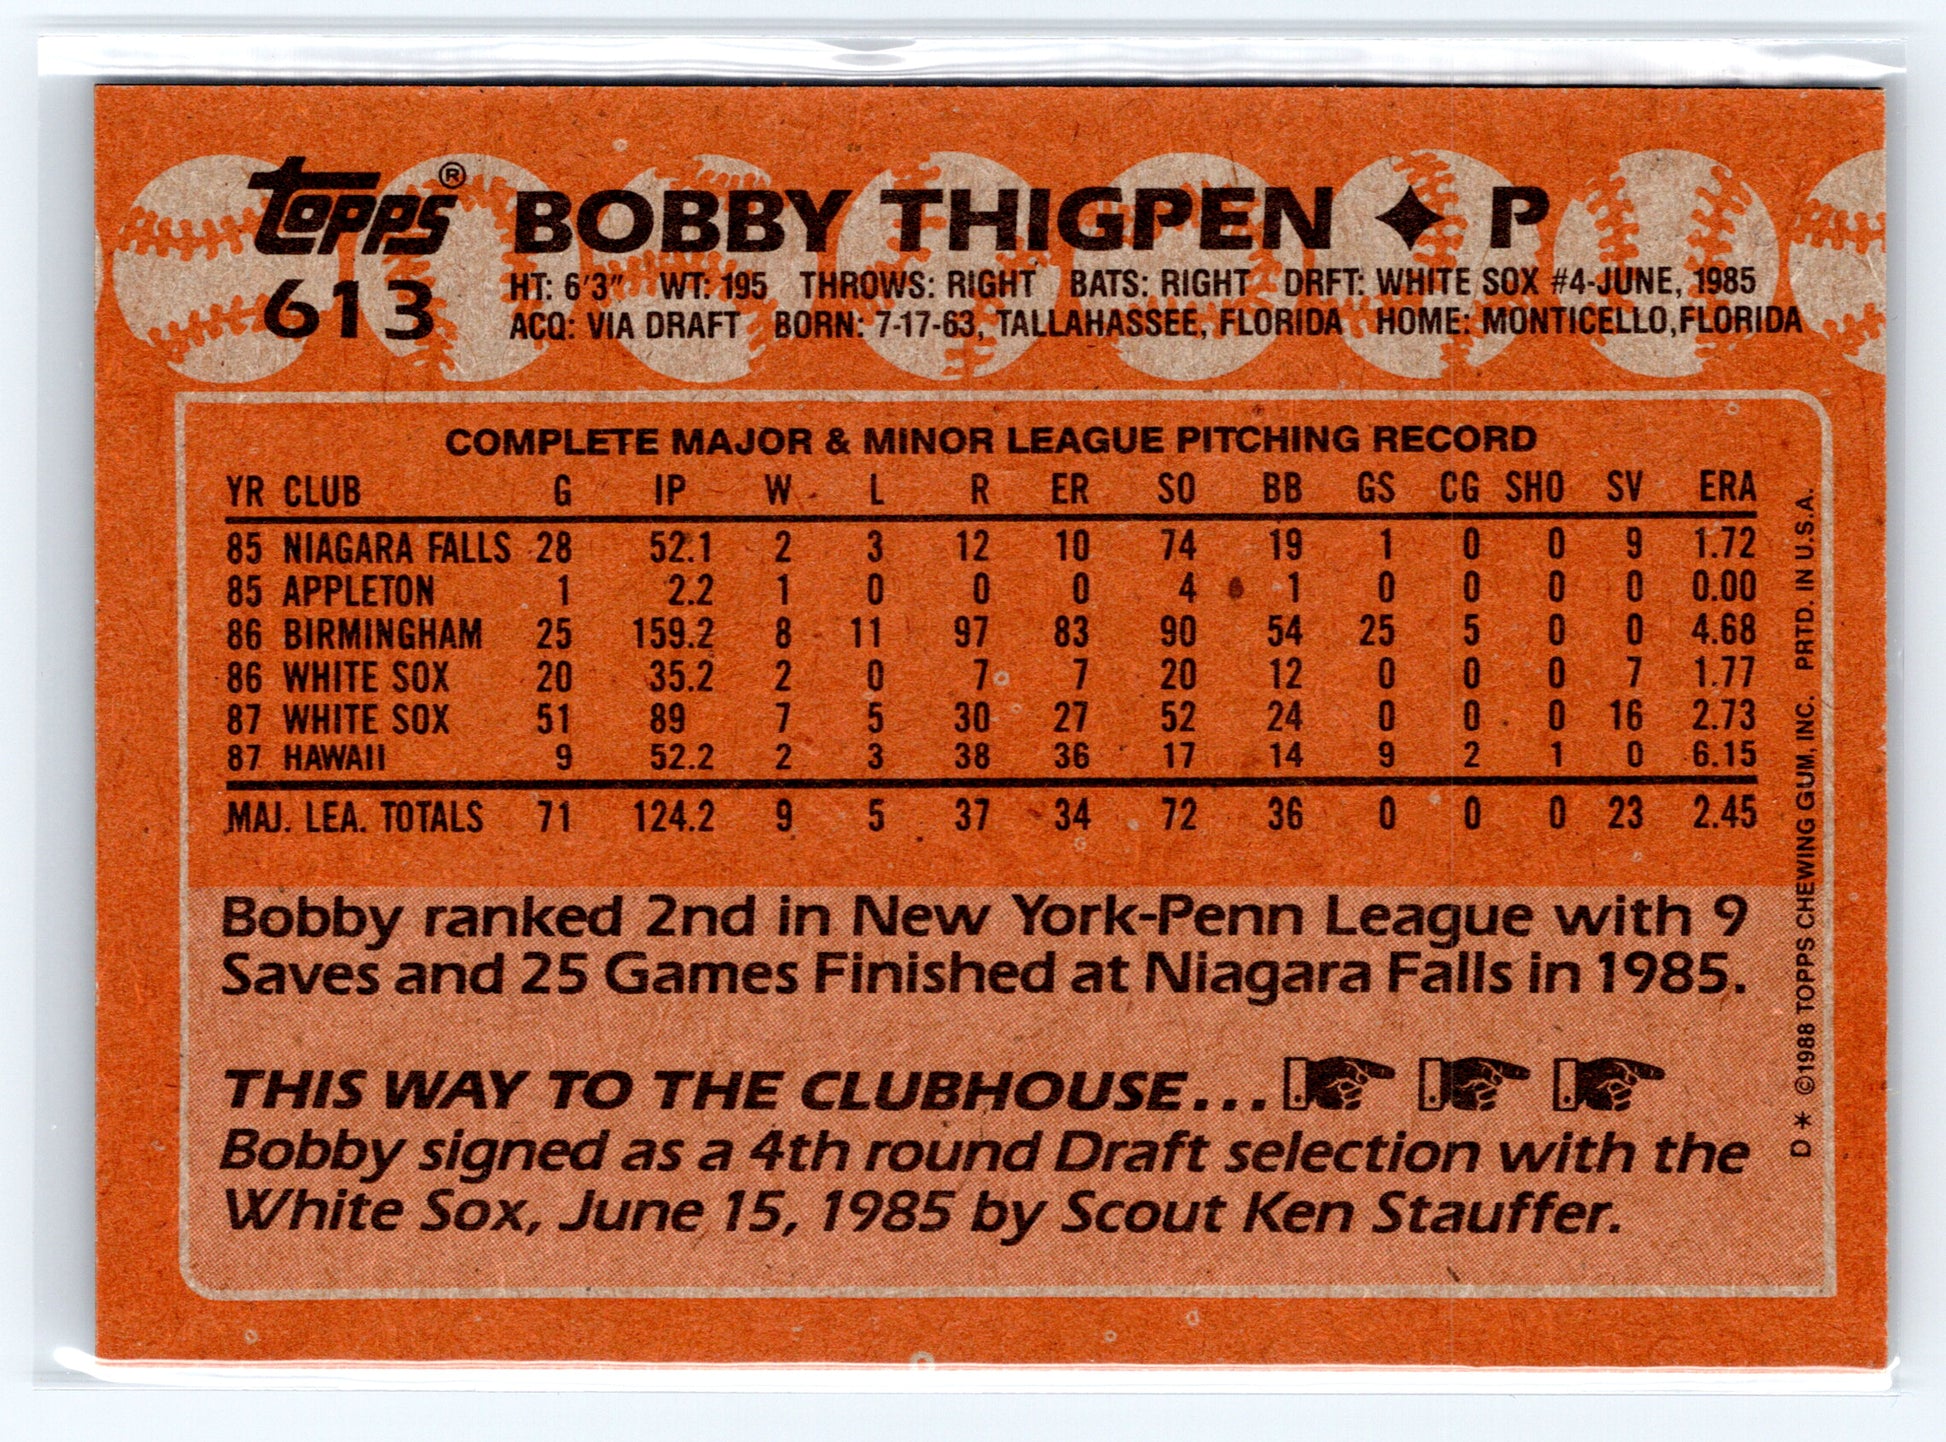 topps®
BOBBY THIGPEN ✦ P
613
HT: 6'3" WT: 195 THROWS: RIGHT BATS: RIGHT DRFT: WHITE SOX #4-JUNE, 1985
ACQ: VIA DRAFT BORN: 7-17-63, TALLAHASSEE, FLORIDA HOME: MONTICELLO, FLORIDA
COMPLETE MAJOR & MINOR LEAGUE PITCHING RECORD
YR CLUB G IP W L R ER SO BB GS CG SHO SV ERA
85 NIAGARA FALLS 28 52.1 2 3 12 10 74 19 1 0 0 9 1.72
85 APPLETON 1 2.2 1 0 0 0 4 1 0 0 0 0 0.00
86 BIRMINGHAM 25 159.2 8 11 97 83 90 54 25 5 0 0 4.68
86 WHITE SOX 20 35.2 2 0 7 7 20 12 0 0 0 7 1.77
87 WHITE SOX 51 89 7 5 30 27 52 24 0 0 0 16 2.73
87 HAWAII 9 52.2 2 3 38 36 17 14 9 2 1 0 6.15
MAJ. LEA. TOTALS 71 124.2 9 5 37 34 72 36 0 0 0 23 2.45
Bobby ranked 2nd in New York-Penn League with 9
Saves and 25 Games Finished at Niagara Falls in 1985.
THIS WAY TO THE CLUBHOUSE...
Bobby signed as a 4th round Draft selection with the
White Sox, June 15, 1985 by Scout Ken Stauffer.
D * ©1988 TOPPS CHEWING GUM, INC. PRTD. IN U.S.A.